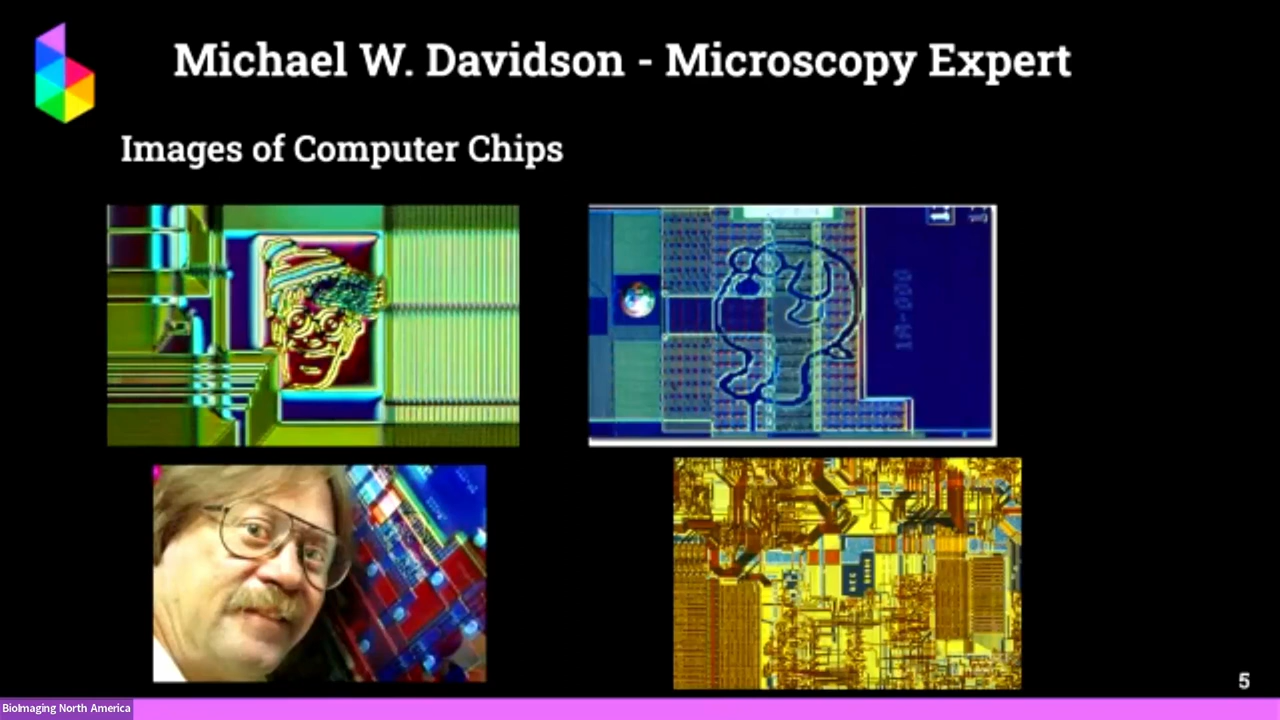 Michael W. Davidson - Microscopy Expert
Images of Computer Chips
5
BioImaging North America